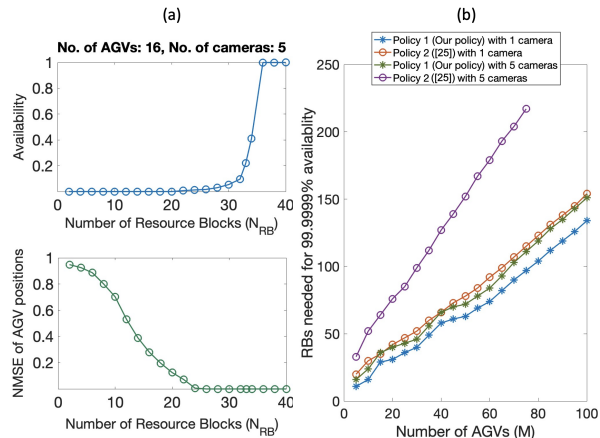 (a)
No. of AGVs: 16, No. of cameras: 5
1
0.8
0.6
0.4
0.2
0
10
20
30
40
Availability
Number of Resource Blocks (N_RB)
1
0.8
0.6
0.4
0.2
0
10
20
30
40
NMSE of AGV positions
Number of Resource Blocks (N_RB)
(b)
Policy 1 (Our policy) with 1 camera
Policy 2 ([25]) with 1 camera
Policy 1 (Our policy) with 5 cameras
Policy 2 ([25]) with 5 cameras
250
200
150
100
50
0
0
20
40
60
80
100
RBs needed for 99.9999% availablity
Number of AGVs (M)